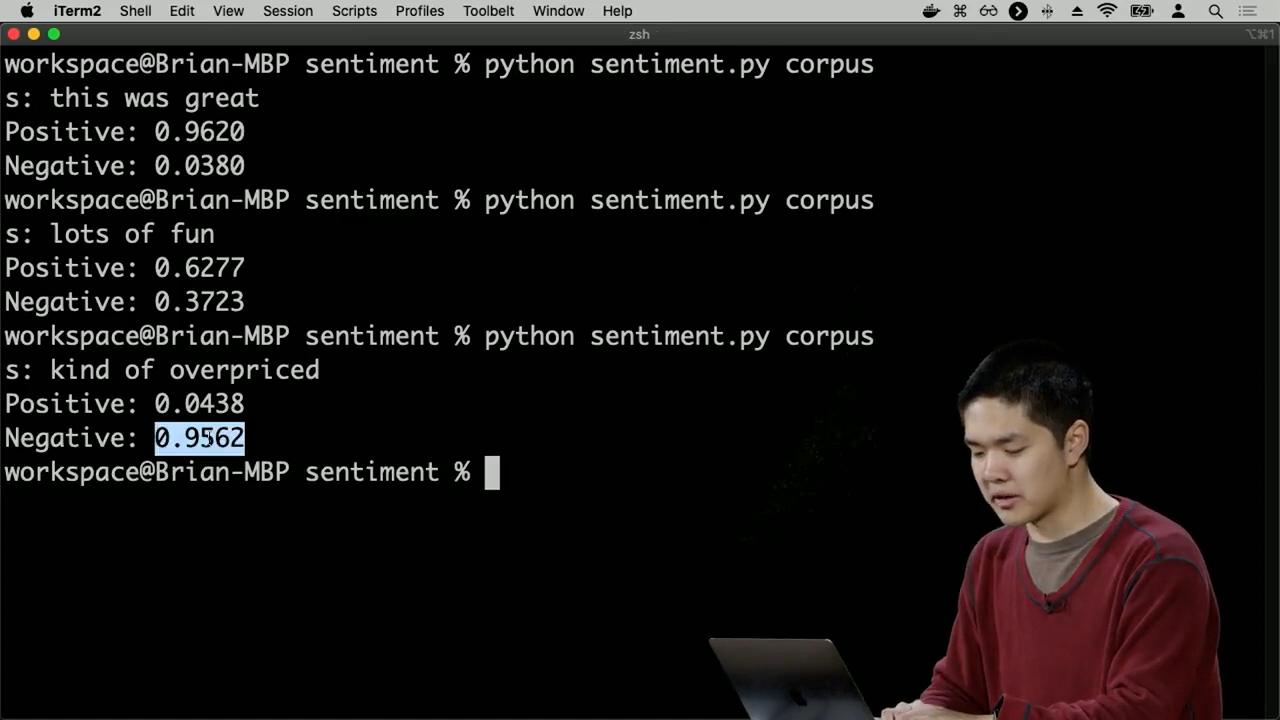 iTerm2 Shell Edit View Session Scripts Profiles Toolbelt Window Help
zsh
⌥⌘1
workspace@Brian-MBP sentiment % python sentiment.py corpus
s: this was great
Positive: 0.9620
Negative: 0.0380
workspace@Brian-MBP sentiment % python sentiment.py corpus
s: lots of fun
Positive: 0.6277
Negative: 0.3723
workspace@Brian-MBP sentiment % python sentiment.py corpus
s: kind of overpriced
Positive: 0.0438
Negative: 0.9562
workspace@Brian-MBP sentiment %